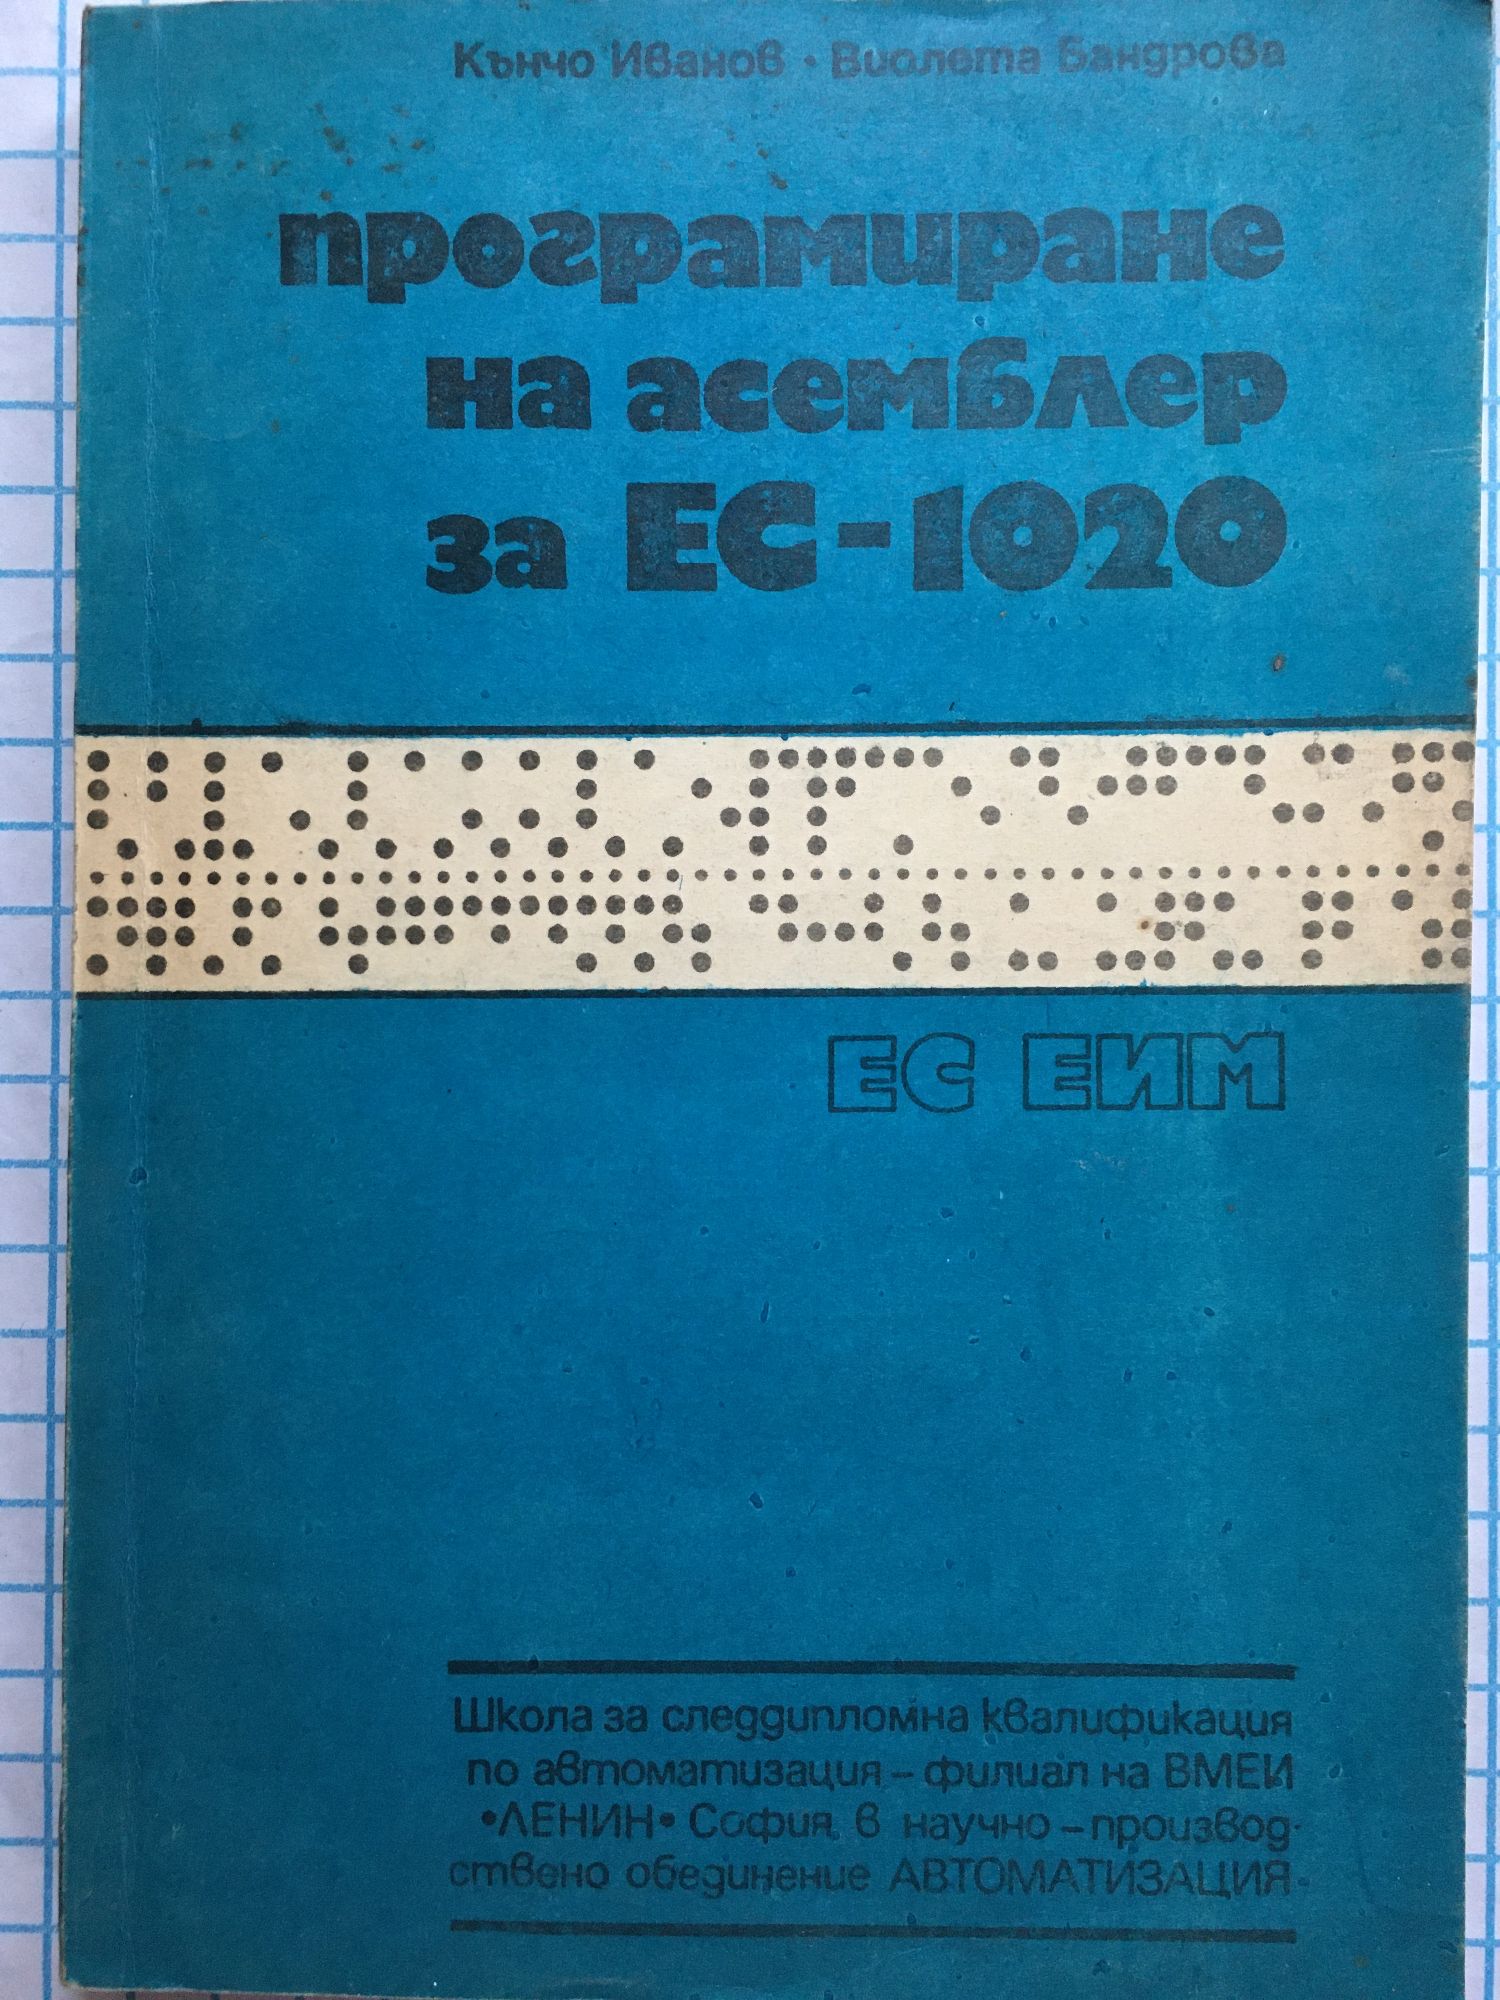 Кънчо Иванов • Виолета Бандрова
програмиране
на асемблер
за ЕС-1020
ЕС ЕИМ
Школа за следдипломна квалификация
по автоматизация – филиал на ВМЕИ
•ЛЕНИН• София в научно – производ-
ствено обединение АВТОМАТИЗАЦИЯ